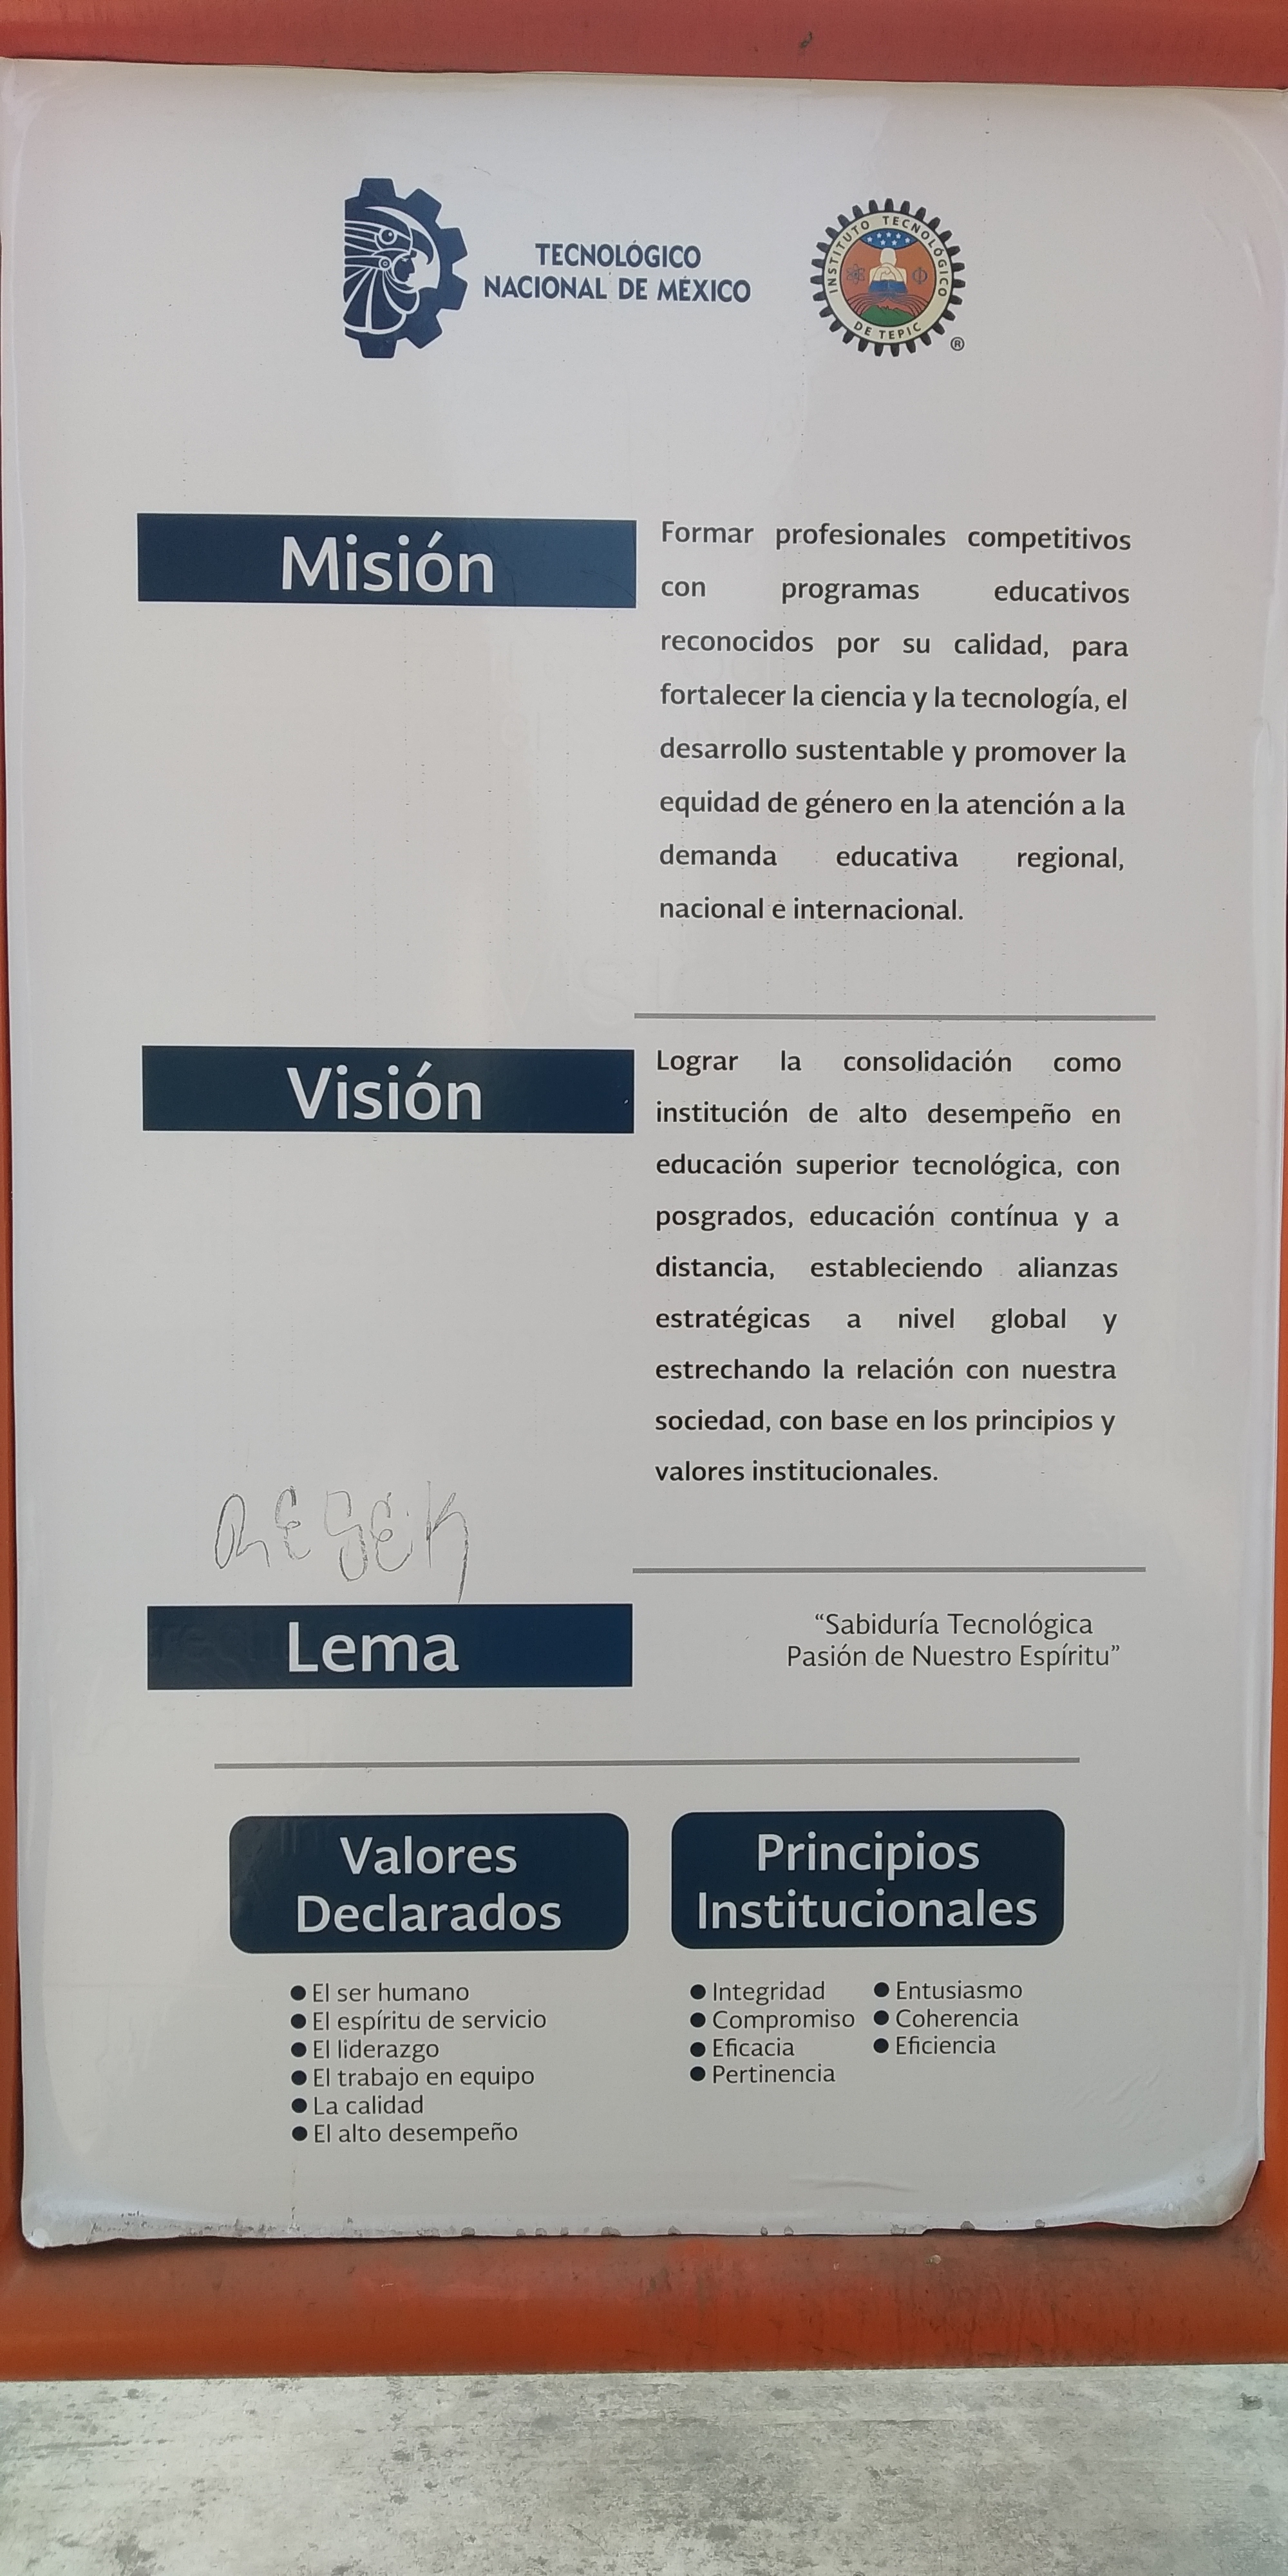 TECNOLÓGICO
NACIONAL DE MÉXICO
INSTITUTO TECNOLÓGICO
DE TEPIC
®
Misión
Formar profesionales competitivos
con programas educativos
reconocidos por su calidad, para
fortalecer la ciencia y la tecnología, el
desarrollo sustentable y promover la
equidad de género en la atención a la
demanda educativa regional,
nacional e internacional.
Visión
Lograr la consolidación como
institución de alto desempeño en
educación superior tecnológica, con
posgrados, educación contínua y a
distancia, estableciendo alianzas
estratégicas a nivel global y
estrechando la relación con nuestra
sociedad, con base en los principios y
valores institucionales.
Lema
“Sabiduría Tecnológica
Pasión de Nuestro Espíritu”
Valores
Declarados
El ser humano
El espíritu de servicio
El liderazgo
El trabajo en equipo
La calidad
El alto desempeño
Principios
Institucionales
Integridad
Compromiso
Eficacia
Pertinencia
Entusiasmo
Coherencia
Eficiencia